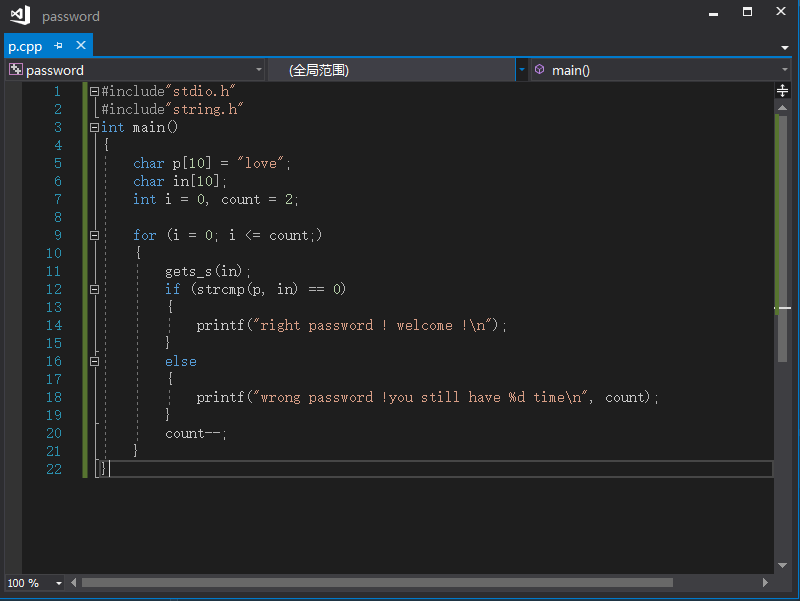 password
p.cpp
password (全局范围) main()
1 #include"stdio.h"
2 #include"string.h"
3 int main()
4 {
5 char p[10] = "love";
6 char in[10];
7 int i = 0, count = 2;
8
9 for (i = 0; i <= count;)
10 {
11 gets_s(in);
12 if (strcmp(p, in) == 0)
13 {
14 printf("right password ! welcome !\n");
15 }
16 else
17 {
18 printf("wrong password !you still have %d time\n", count);
19 }
20 count--;
21 }
22 }
100 %